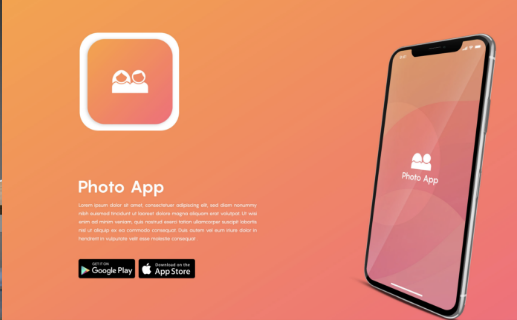 Photo App
Lorem ipsum dolor sit amet, consectetuer adipiscing elit, sed diam nonummy
nibh euismod tincidunt ut laoreet dolore magna aliquam erat volutpat. Ut wisi
enim ad minim veniam, quis nostrud exerci tation ullamcorper suscipit lobortis
nisl ut aliquip ex ea commodo consequat. Duis autem vel eum iriure dolor in
hendrerit in vulputate velit esse molestie consequat
GET IT ON
Google Play
Download on the
App Store
Photo App